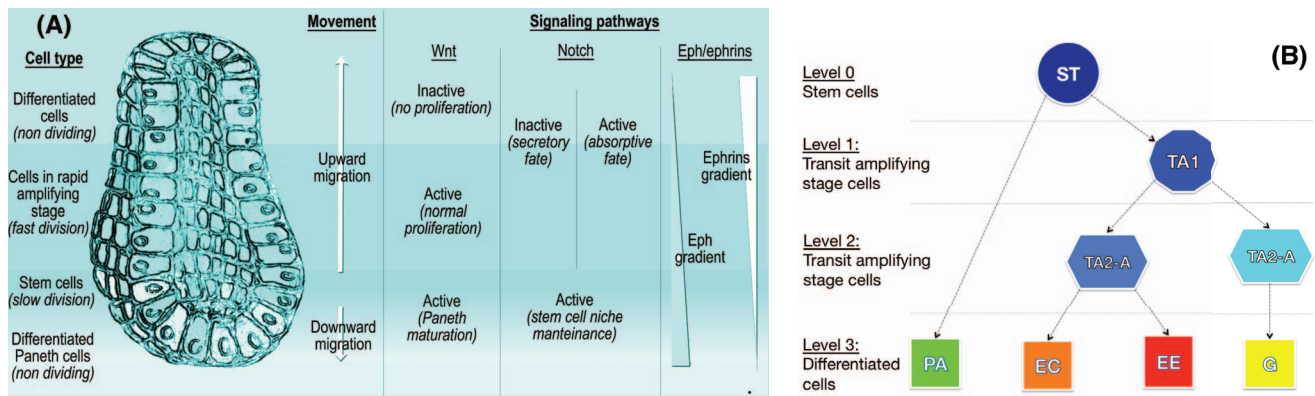 (A)
Movement
Signaling pathways
Cell type
Wnt
Notch
Eph/ephrins
Differentiated
cells
(non dividing)
Cells in rapid
amplifying
stage
(fast division)
Stem cells
(slow division)
Differentiated
Paneth cells
(non dividing)
Upward
migration
Downward
migration
Inactive
(no proliferation)
Active
(normal
proliferation)
Active
(Paneth
maturation)
Inactive
(secretory
fate)
Active
(absorptive
fate)
Active
(stem cell niche
manteinance)
Ephrins
gradient
Eph
gradient
(B)
Level 0
Stem cells
ST
Level 1:
Transit amplifying
stage cells
TA1
Level 2:
Transit amplifying
stage cells
TA2-A
TA2-A
Level 3:
Differentiated
cells
PA
EC
EE
G